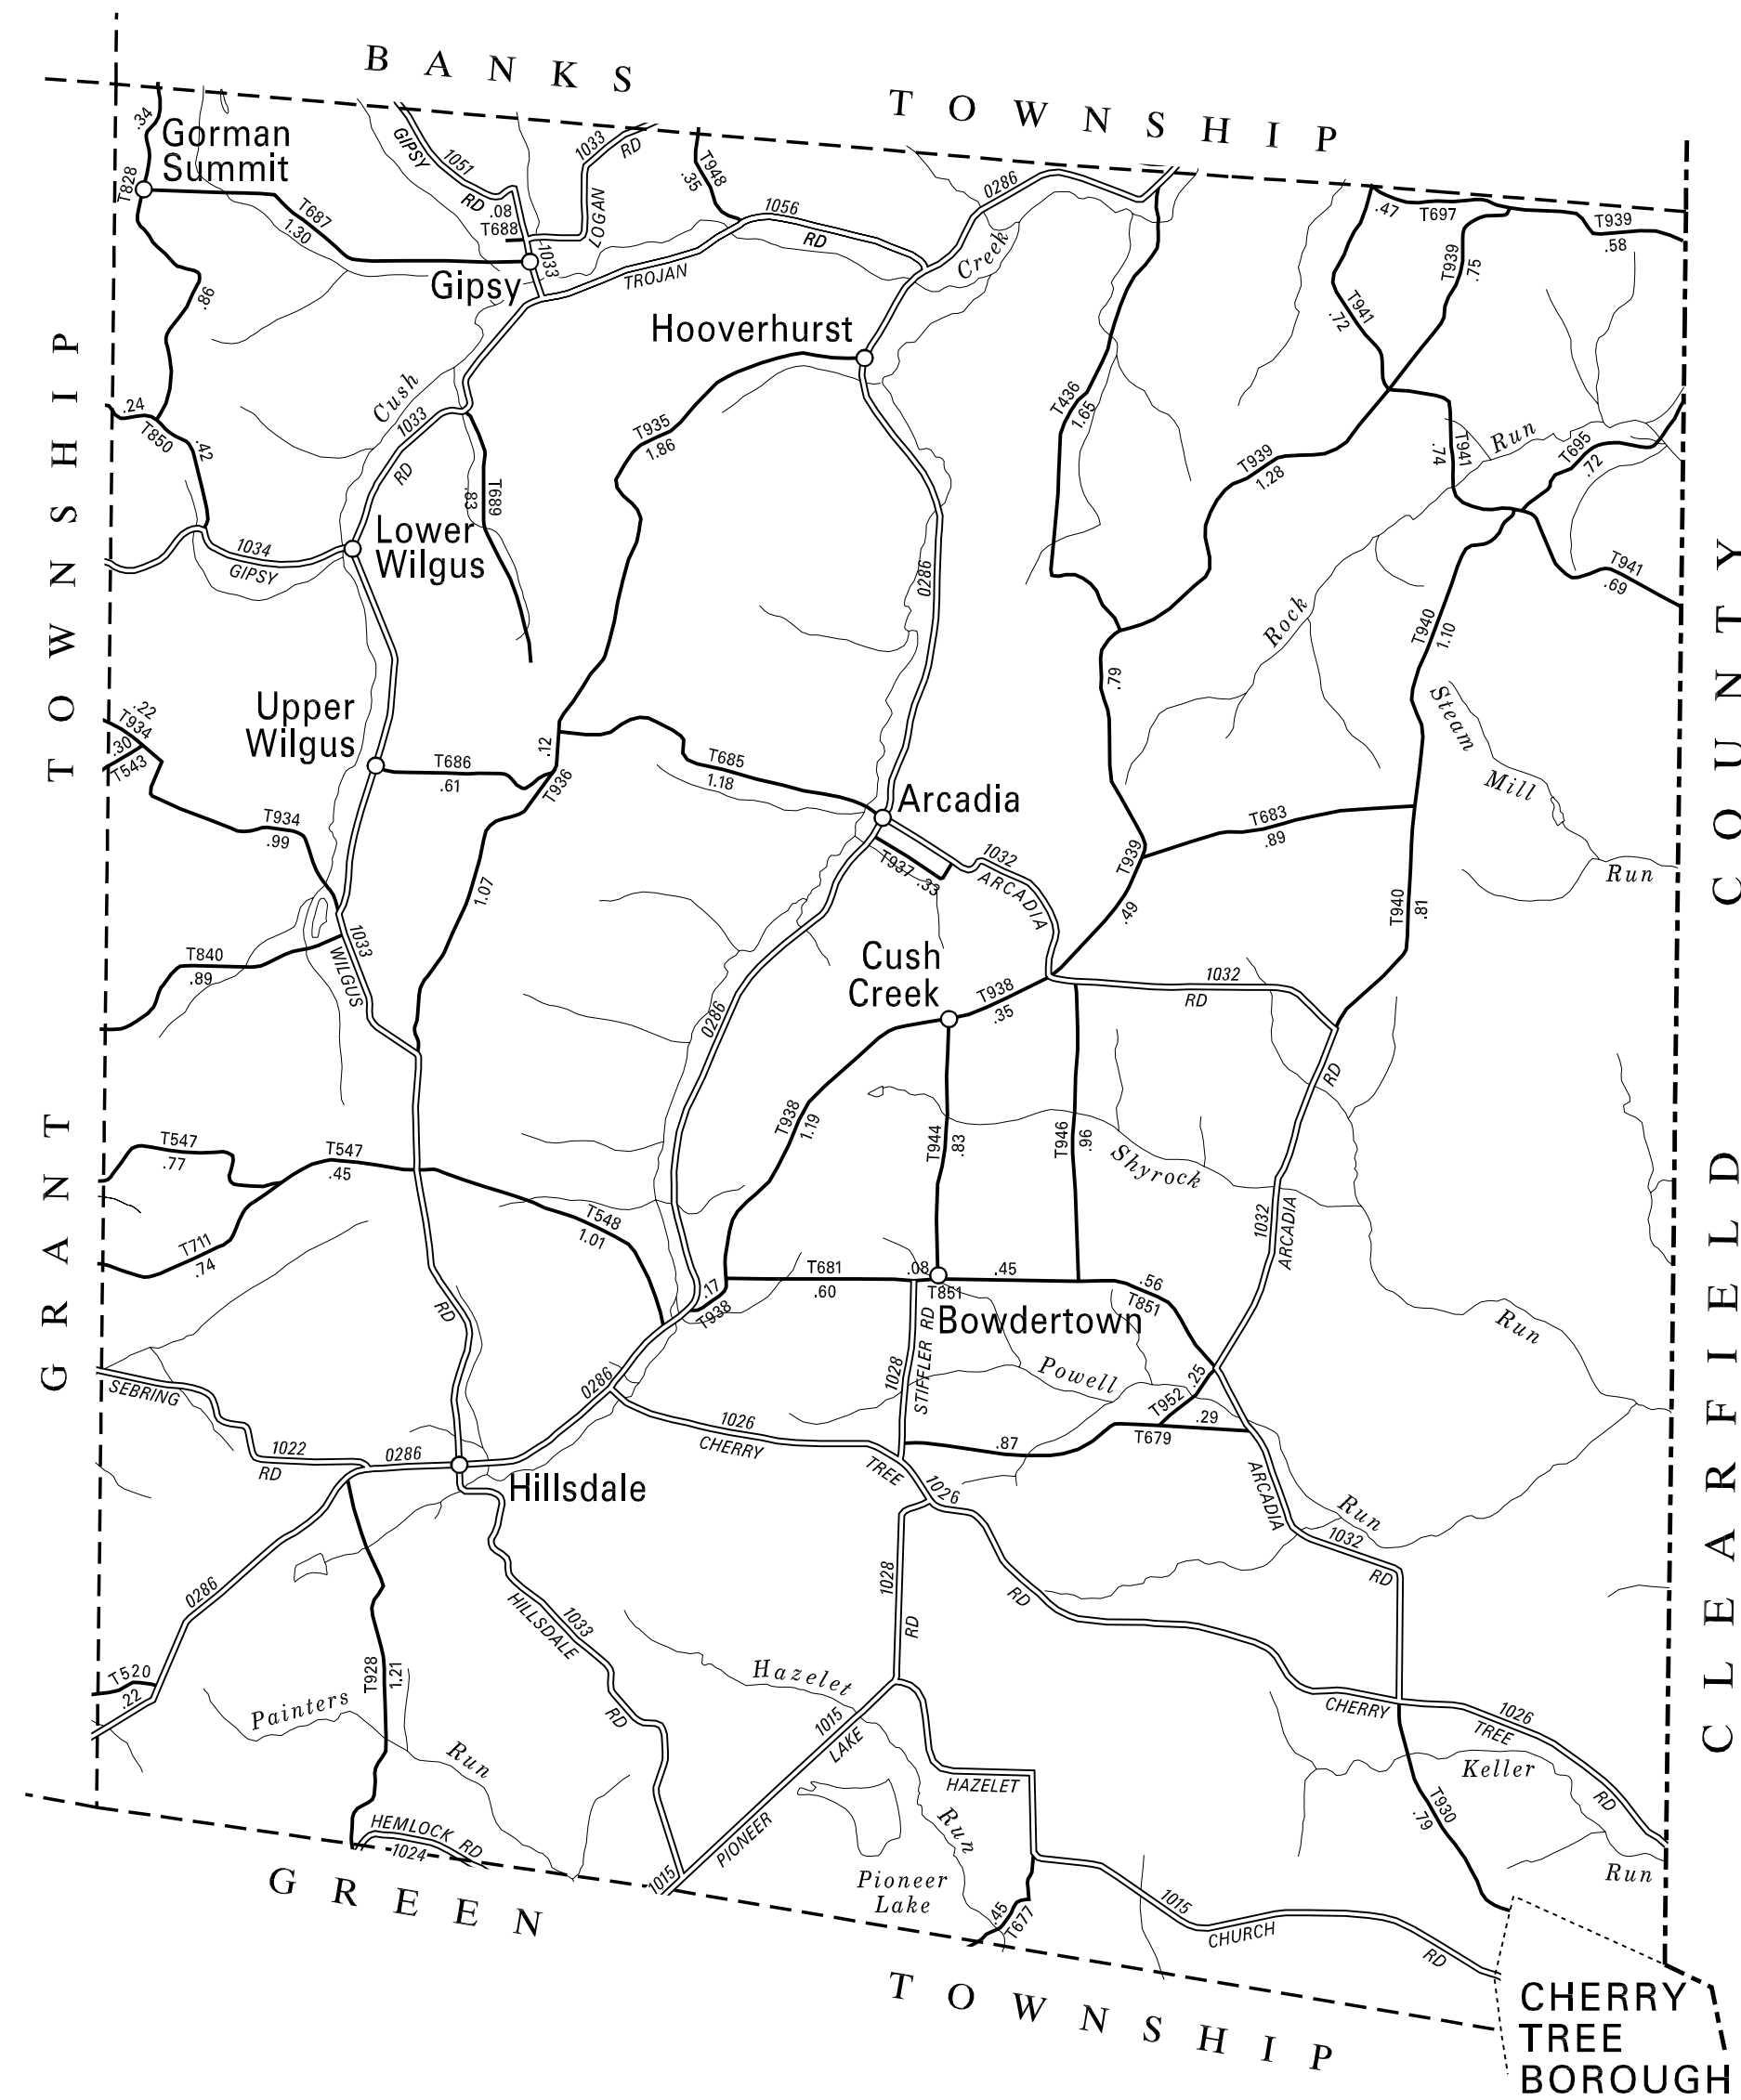 BANKS
TOWNSHIP
.34
Gorman
Summit
T828
T687
1.30
GIPSY
1051
RD
.08
T688
1033
RD
LOGAN
1033
Gipsy
T948
.35
1056
RD
TROJAN
0286
Creek
.47
T697
T939
.58
T939
.75
T941
.72
Hooverhurst
.86
Cush
1033
RD
.24
T850
.42
T935
1.86
T436
1.65
T939
1.28
T941
.74
Run
T695
.72
T689
.83
Lower
Wilgus
1034
GIPSY
0286
T941
.69
Rock
T940
1.10
TOWNSHIP
Upper
Wilgus
.22
T934
.30
T543
.79
Steam
Mill
Run
T686
.61
.12
T936
T685
1.18
Arcadia
T934
.99
T683
.89
1032
ARCADIA
T937 .33
T939
.49
1.07
T940
.81
COUNTY
1033
WILGUS
T840
.89
Cush
Creek
T938
.35
1032
RD
0286
RD
T938
1.19
T944
.83
T946
.96
Shyrock
Run
GRANT
T547
.77
T547
.45
T711
.74
T548
1.01
1032
ARCADIA
RD
.17
T938
T681
.60
.08
T851
.45
.56
T851
Bowdertown
CLEARFIELD
SEBRING
1022
RD
0286
0286
1026
CHERRY
TREE
1028
STIFFLER RD
Powell
Run
T952
.25
.29
T679
.87
Hillsdale
1026
RD
ARCADIA
1032
RD
0286
HILLSDALE
1033
RD
1028
RD
T520
.22
T928
1.21
Painters
Run
Hazelet
Run
1015
LAKE
PIONEER
1015
HAZELET
CHERRY
1026
TREE
RD
Keller
Run
T930
.79
HEMLOCK RD
1024
Pioneer
Lake
.45
T677
1015
CHURCH
RD
GREEN
TOWNSHIP
CHERRY
TREE
BOROUGH